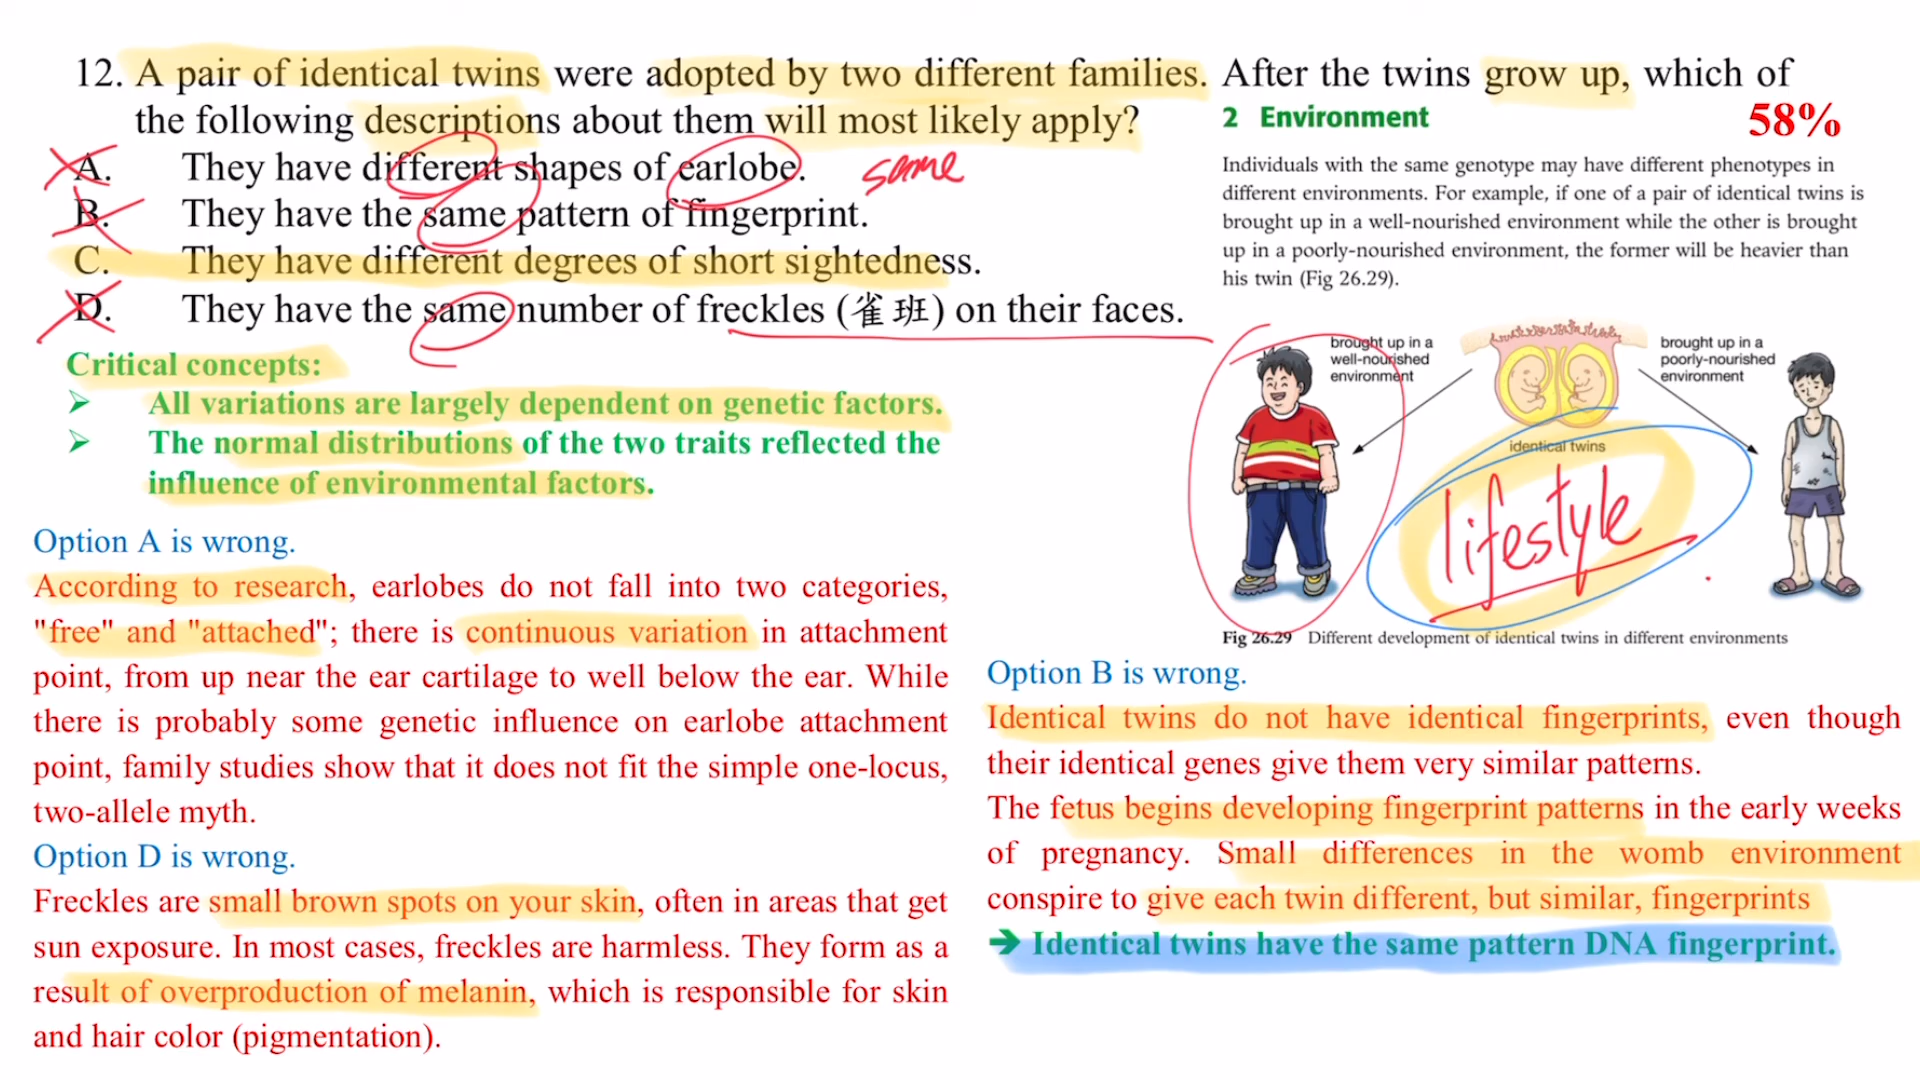 12. A pair of identical twins were adopted by two different families. After the twins grow up, which of
the following descriptions about them will most likely apply?
A. They have different shapes of earlobe. same
B. They have the same pattern of fingerprint.
C. They have different degrees of short sightedness.
D. They have the same number of freckles (雀班) on their faces.
58%
2 Environment
Individuals with the same genotype may have different phenotypes in
different environments. For example, if one of a pair of identical twins is
brought up in a well-nourished environment while the other is brought
up in a poorly-nourished environment, the former will be heavier than
his twin (Fig 26.29).
brought up in a
well-nourished
environment
brought up in a
poorly-nourished
environment
identical twins
lifestyle
Fig 26.29 Different development of identical twins in different environments
Critical concepts:
➢ All variations are largely dependent on genetic factors.
➢ The normal distributions of the two traits reflected the
influence of environmental factors.
Option A is wrong.
According to research, earlobes do not fall into two categories,
"free" and "attached"; there is continuous variation in attachment
point, from up near the ear cartilage to well below the ear. While
there is probably some genetic influence on earlobe attachment
point, family studies show that it does not fit the simple one-locus,
two-allele myth.
Option D is wrong.
Freckles are small brown spots on your skin, often in areas that get
sun exposure. In most cases, freckles are harmless. They form as a
result of overproduction of melanin, which is responsible for skin
and hair color (pigmentation).
Option B is wrong.
Identical twins do not have identical fingerprints, even though
their identical genes give them very similar patterns.
The fetus begins developing fingerprint patterns in the early weeks
of pregnancy. Small differences in the womb environment
conspire to give each twin different, but similar, fingerprints
➔ Identical twins have the same pattern DNA fingerprint.